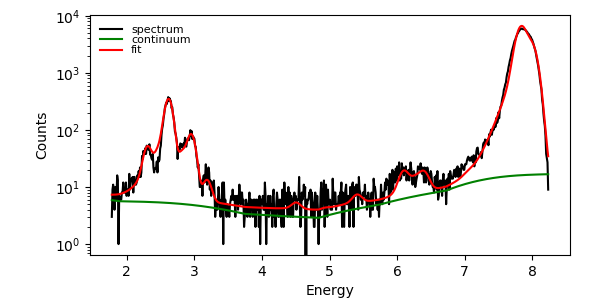 10⁴
10³
10²
10¹
10⁰
Counts
spectrum
continuum
fit
2 3 4 5 6 7 8
Energy